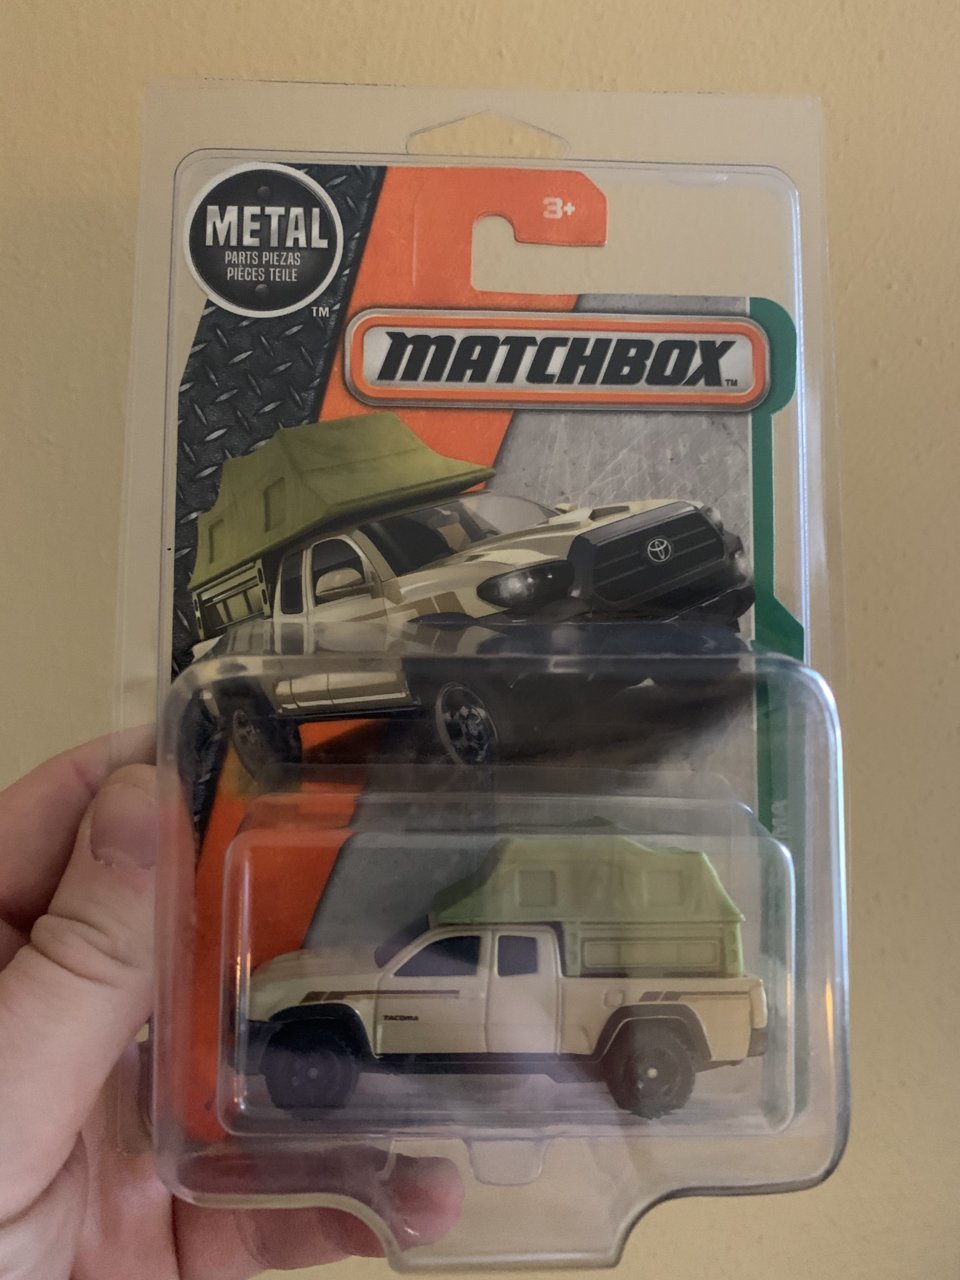 3+
METAL
PARTS PIEZAS
PIÈCES TEILE
TM
MATCHBOX TM
TACOMA